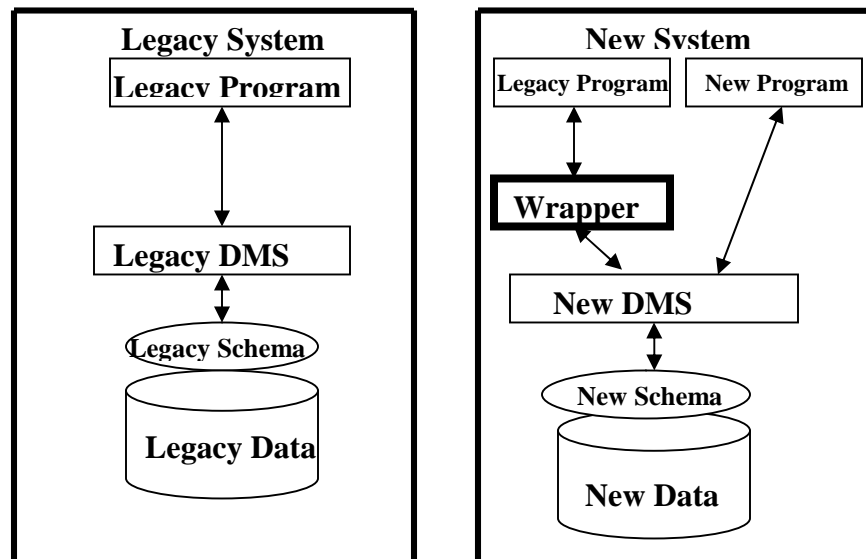 Legacy System
Legacy Program
Legacy DMS
Legacy Schema
Legacy Data
New System
Legacy Program
New Program
Wrapper
New DMS
New Schema
New Data